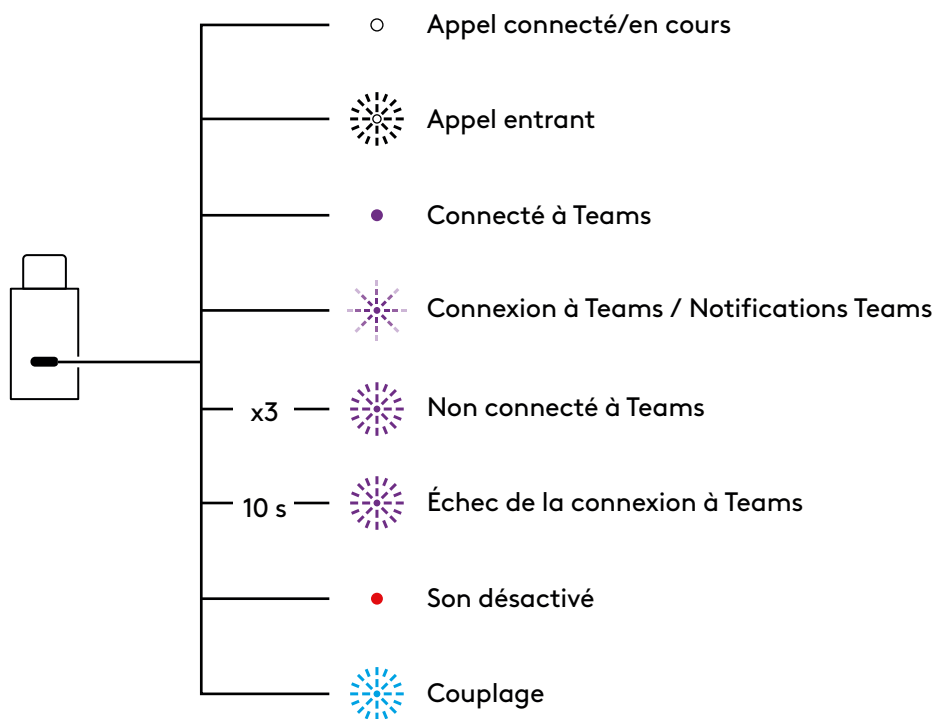 Appel connecté/en cours
Appel entrant
Connecté à Teams
Connexion à Teams / Notifications Teams
x3 Non connecté à Teams
10 s Échec de la connexion à Teams
Son désactivé
Couplage